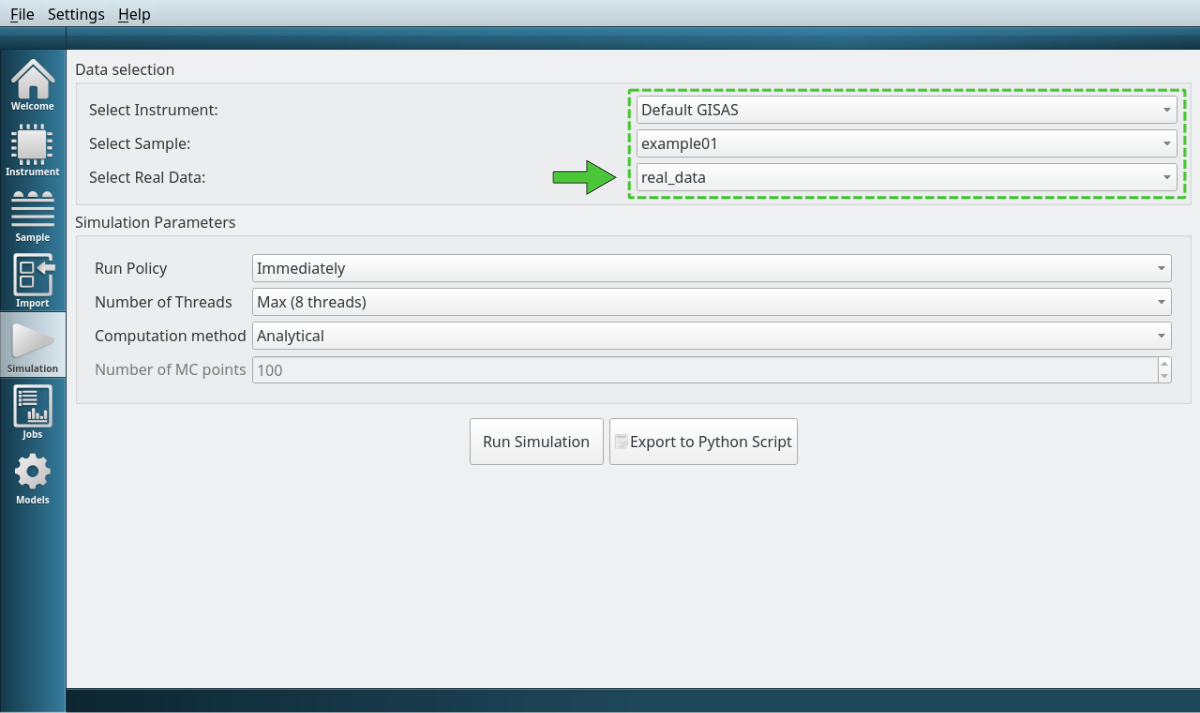 File Settings Help
Welcome
Instrument
Sample
Import
Simulation
Jobs
Models
Data selection
Select Instrument: Default GISAS
Select Sample: example01
Select Real Data: real_data
Simulation Parameters
Run Policy Immediately
Number of Threads Max (8 threads)
Computation method Analytical
Number of MC points 100
Run Simulation Export to Python Script